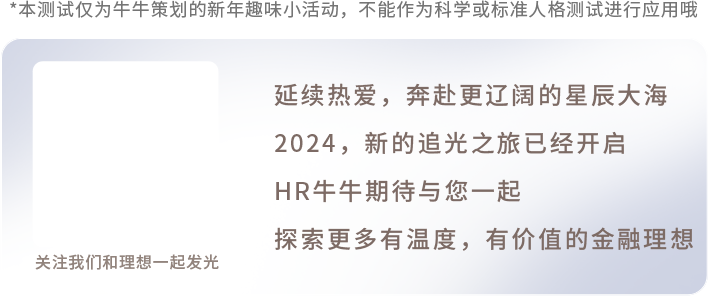 *本测试仅为牛牛策划的新年趣味小活动，不能作为科学或标准人格测试进行应用哦
延续热爱，奔赴更辽阔的星辰大海
2024，新的追光之旅已经开启
HR牛牛期待与您一起
探索更多有温度，有价值的金融理想
关注我们和理想一起发光